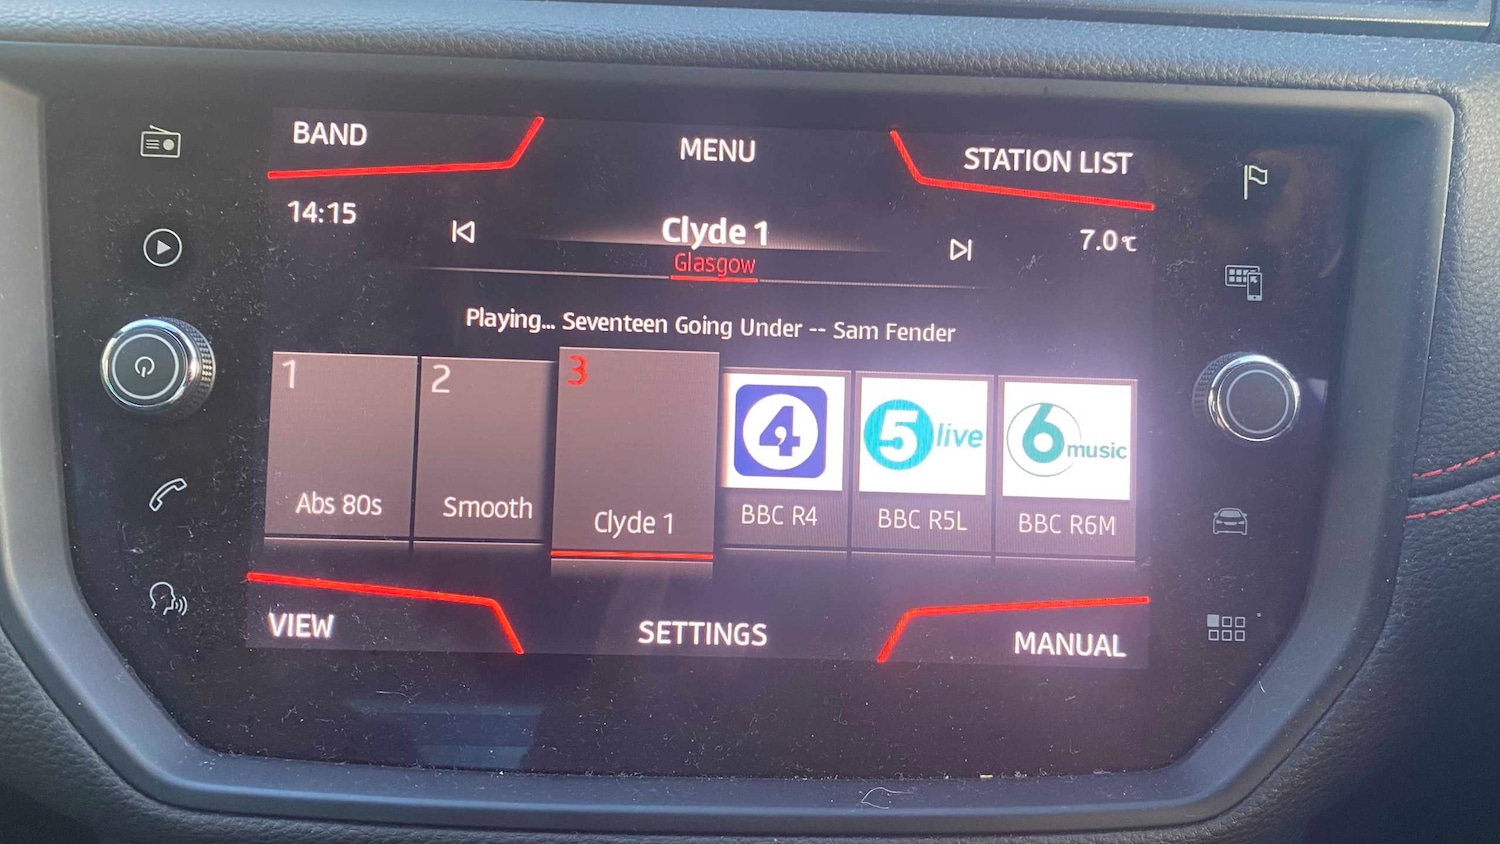 BAND
MENU
STATION LIST
14:15
Clyde 1
7.0°C
Glasgow
Playing... Seventeen Going Under -- Sam Fender
1
2
3
4
5 live
6 music
Abs 80s
Smooth
Clyde 1
BBC R4
BBC R5L
BBC R6M
VIEW
SETTINGS
MANUAL